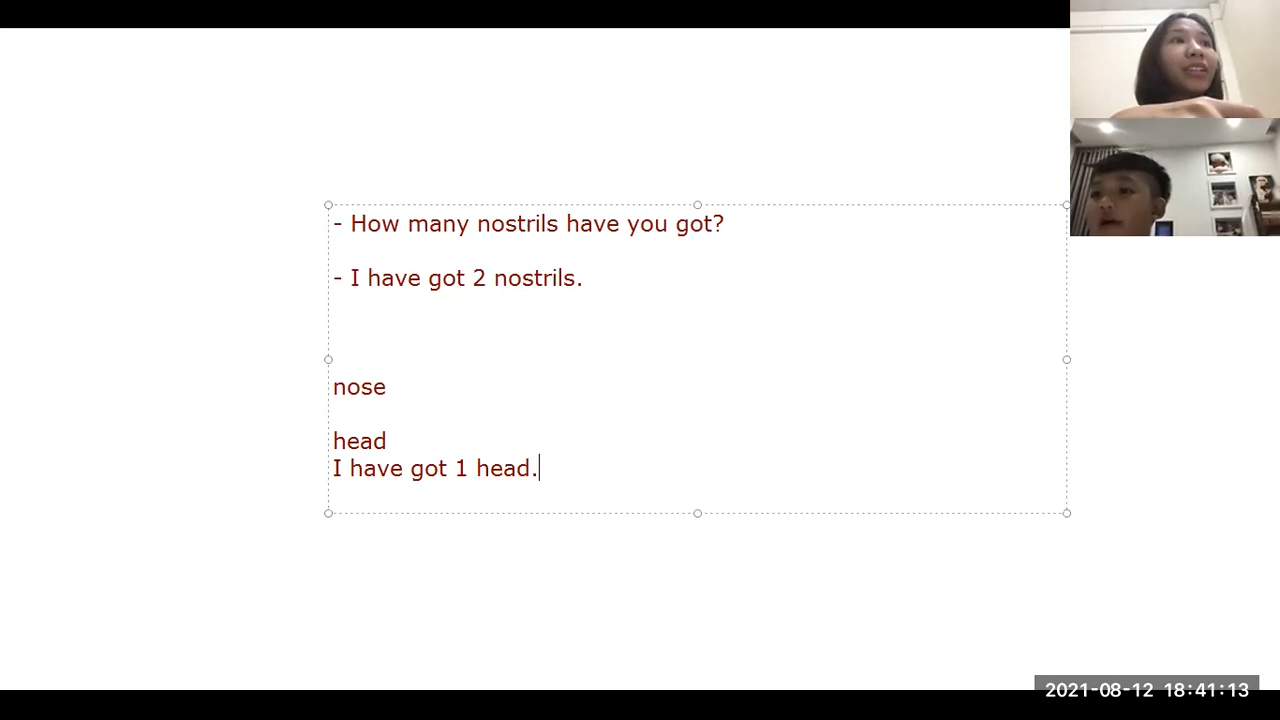 - How many nostrils have you got?
- I have got 2 nostrils.
nose
head
I have got 1 head.
2021-08-12 18:41:13